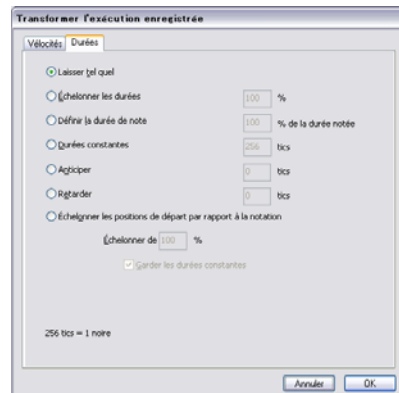 Transformer l'exécution enregistrée
Vélocités Durées
Laisser tel quel
Échelonner les durées 100 %
Définir la durée de note 100 % de la durée notée
Durées constantes 256 tics
Anticiper 0 tics
Retarder 0 tics
Échelonner les positions de départ par rapport à la notation
Échelonner de 100 %
Garder les durées constantes
256 tics = 1 noire
Annuler OK